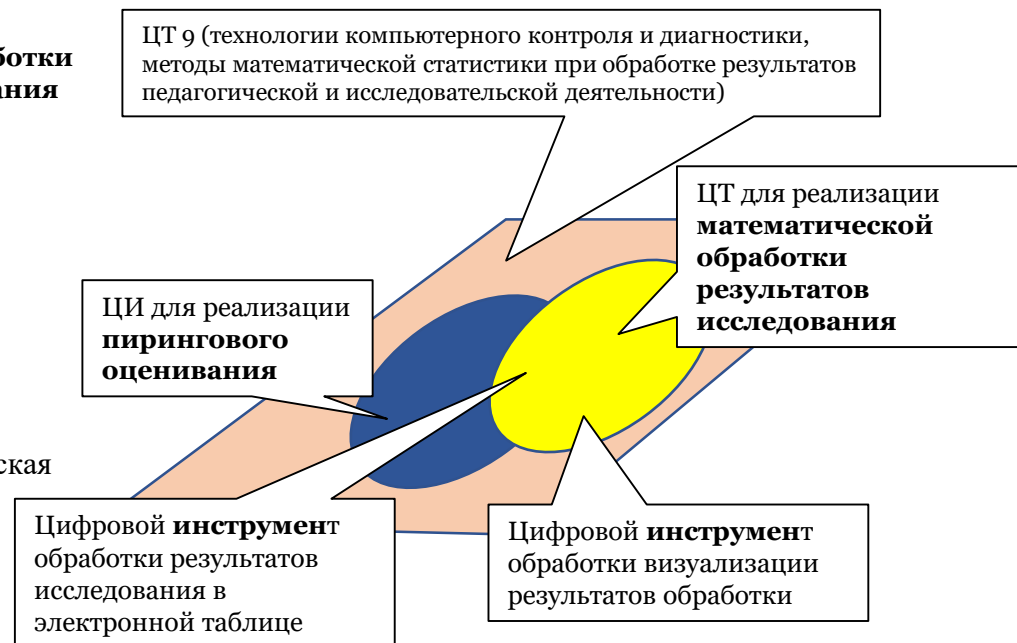 ботки
ания
ЦТ 9 (технологии компьютерного контроля и диагностики,
методы математической статистики при обработке результатов
педагогической и исследовательской деятельности)
ЦТ для реализации
математической
обработки
результатов
исследования
ЦИ для реализации
пирингового
оценивания
ская
Цифровой инструмент
обработки результатов
исследования в
электронной таблице
Цифровой инструмент
обработки визуализации
результатов обработки